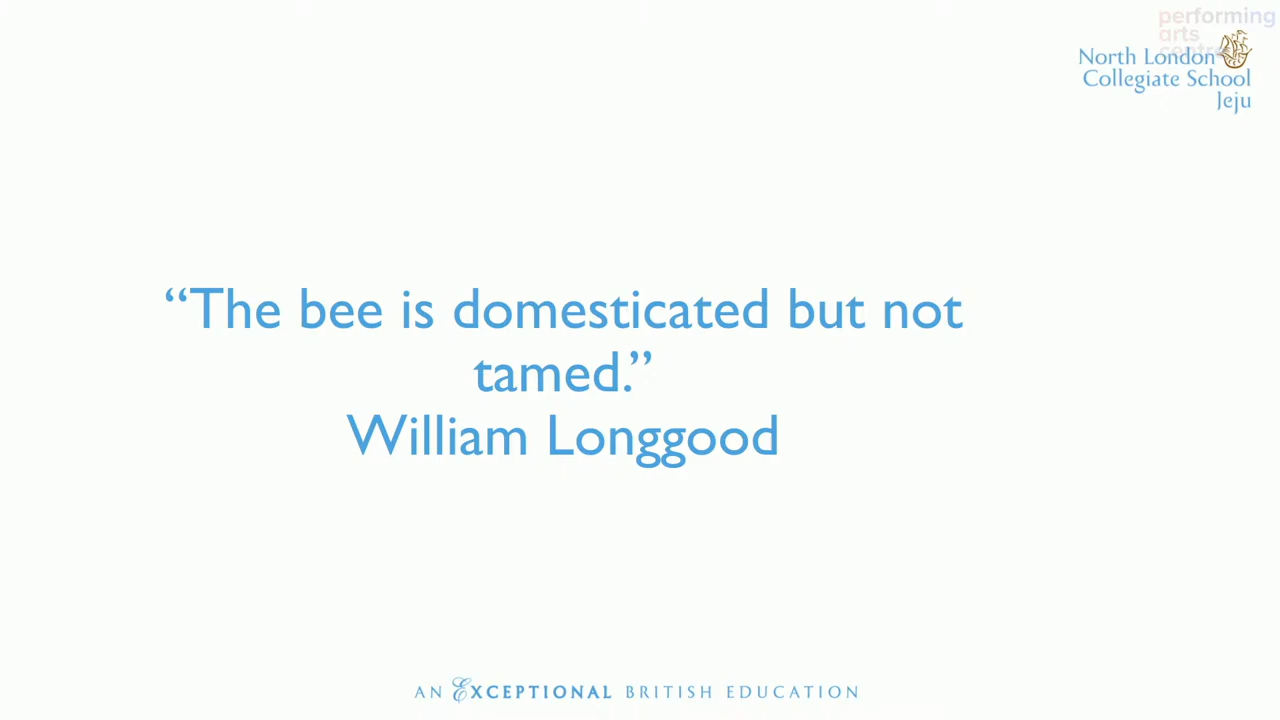 performing
arts
centre
North London
Collegiate School
Jeju
“The bee is domesticated but not
tamed.”
William Longgood
AN EXCEPTIONAL BRITISH EDUCATION